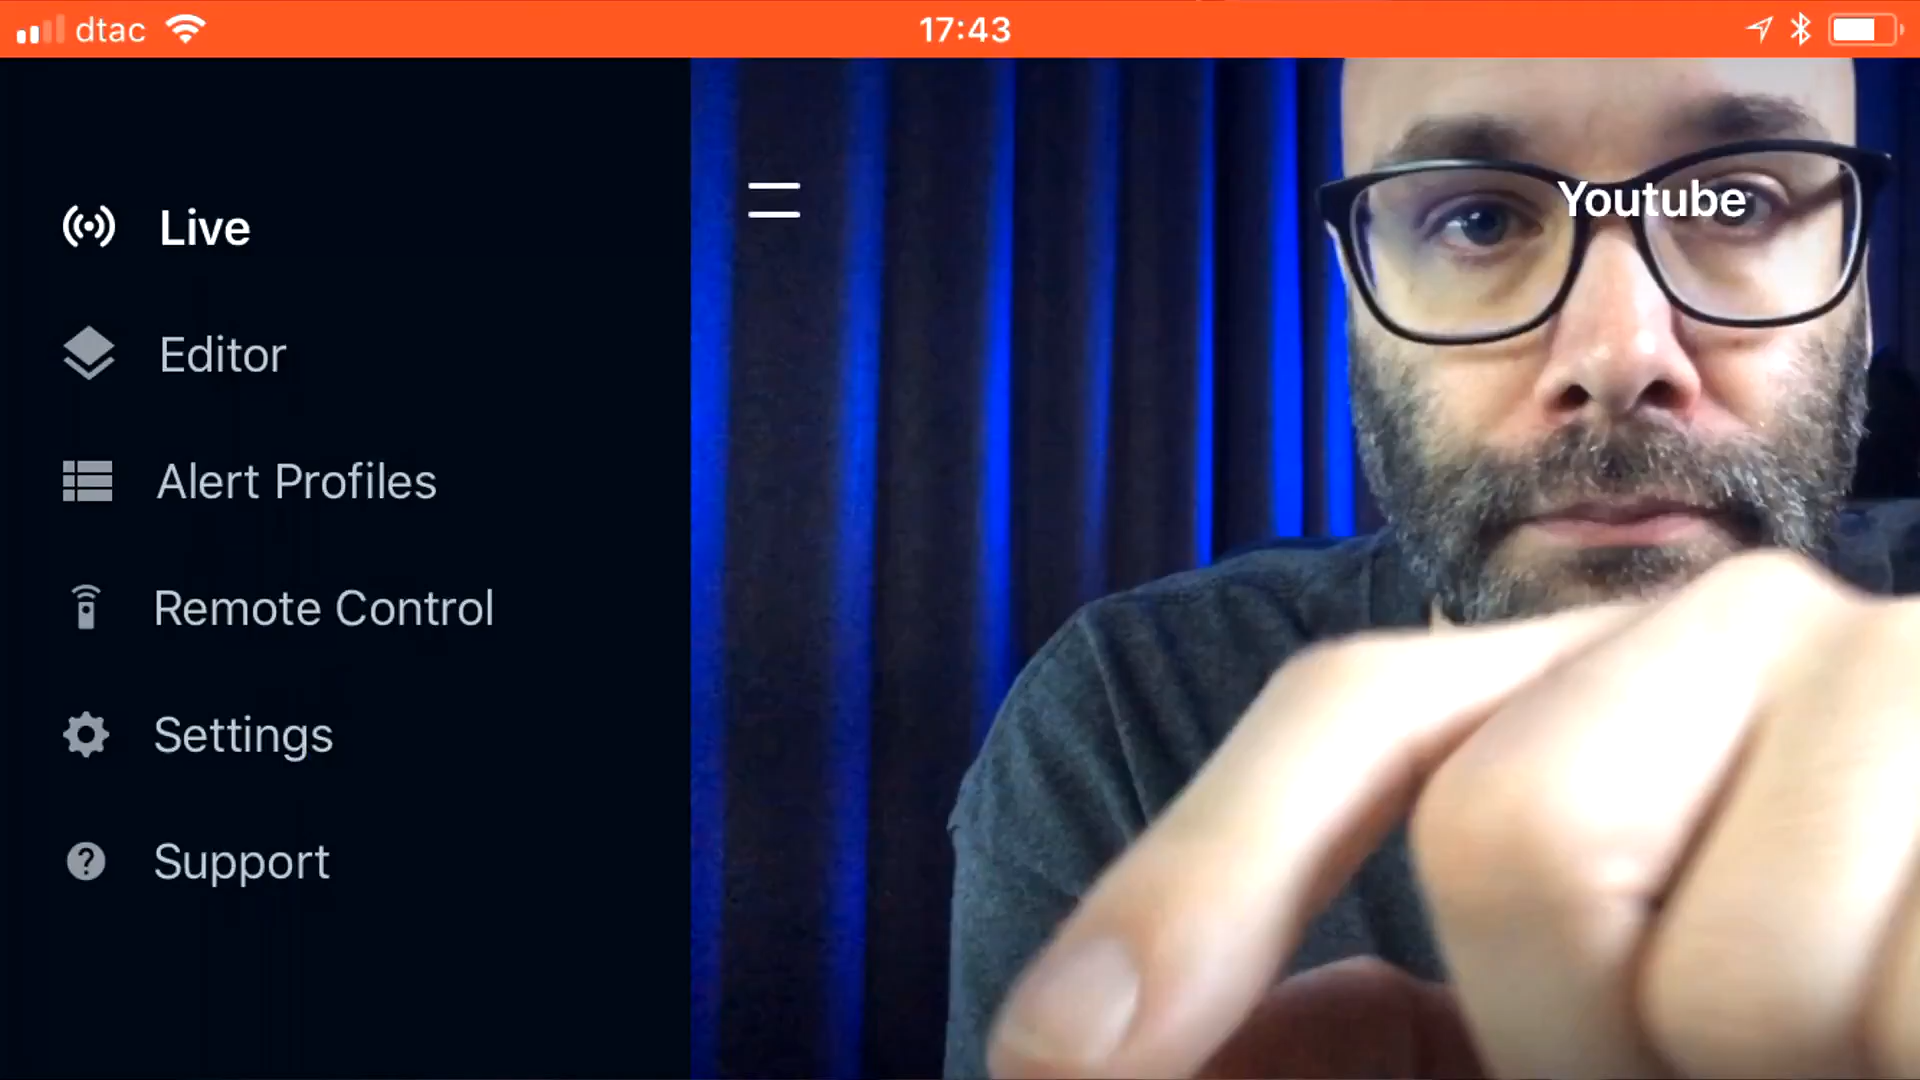 dtac 17:43
Live
Youtube
Editor
Alert Profiles
Remote Control
Settings
Support